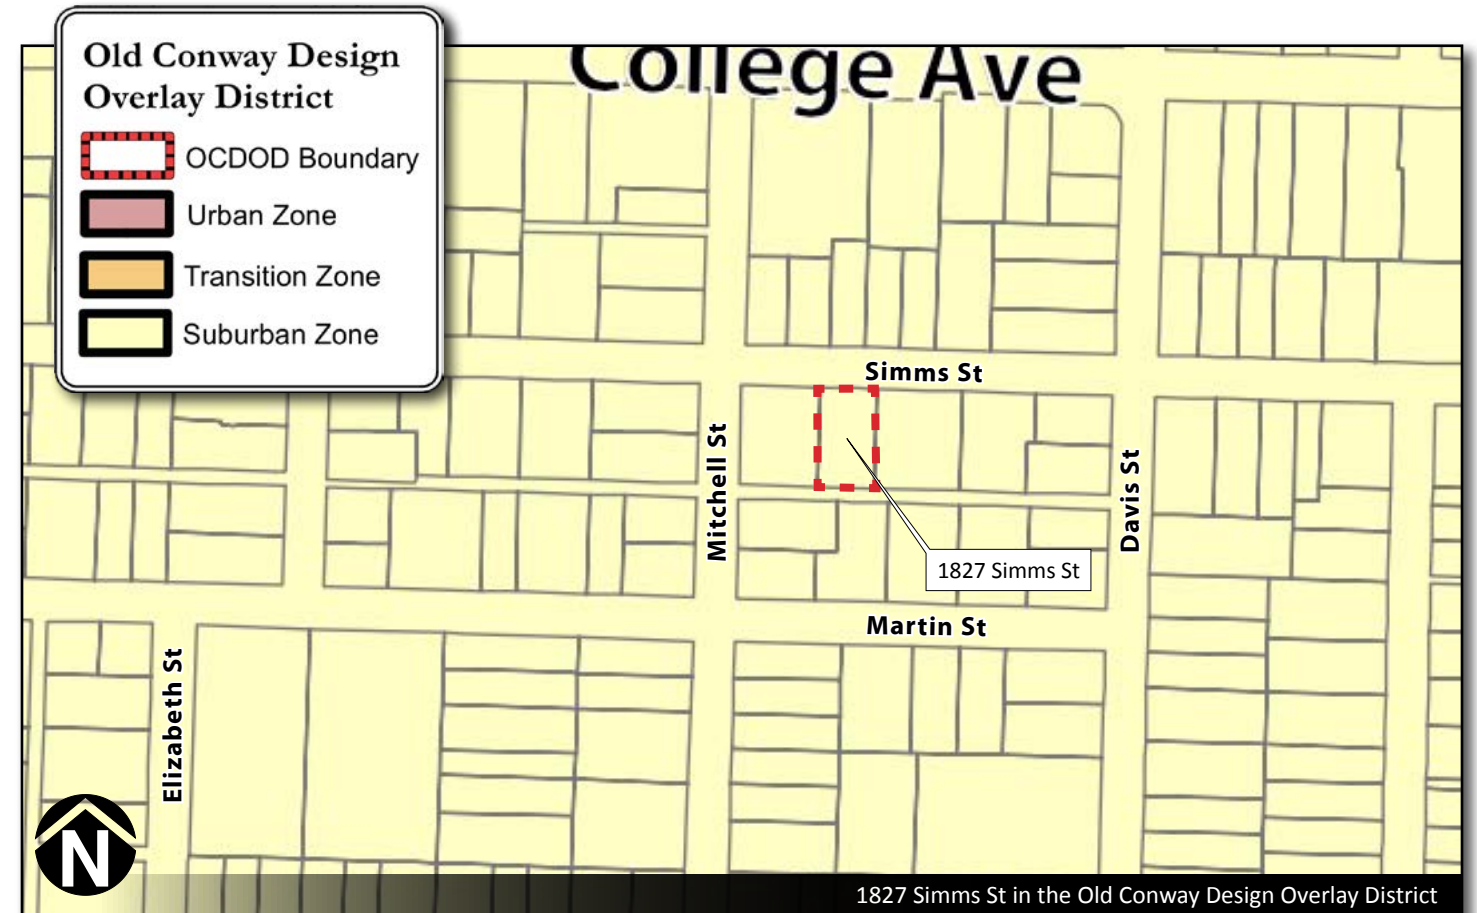 Old Conway Design
Overlay District
OCDOD Boundary
Urban Zone
Transition Zone
Suburban Zone
College Ave
Simms St
Mitchell St
Davis St
1827 Simms St
Martin St
Elizabeth St
N
1827 Simms St in the Old Conway Design Overlay District